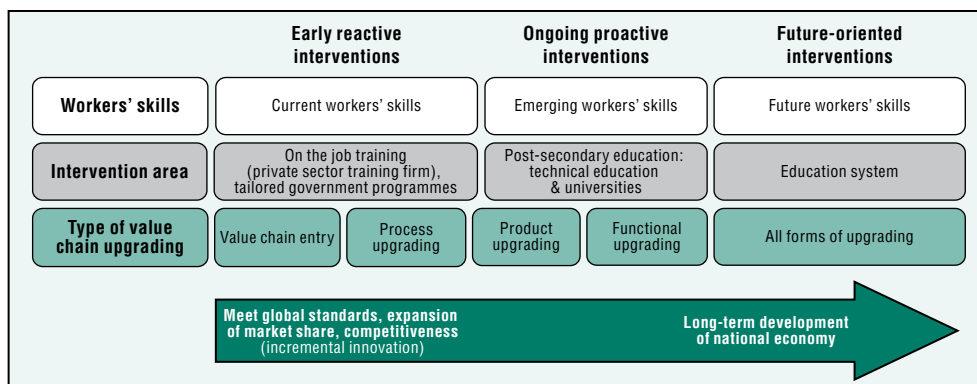 Early reactive
interventions
Ongoing proactive
interventions
Future-oriented
interventions
Workers’ skills
Current workers’ skills
Emerging workers’ skills
Future workers’ skills
Intervention area
On the job training
(private sector training firm),
tailored government programmes
Post-secondary education:
technical education
& universities
Education system
Type of value
chain upgrading
Value chain entry
Process
upgrading
Product
upgrading
Functional
upgrading
All forms of upgrading
Meet global standards, expansion
of market share, competitiveness
(incremental innovation)
Long-term development
of national economy